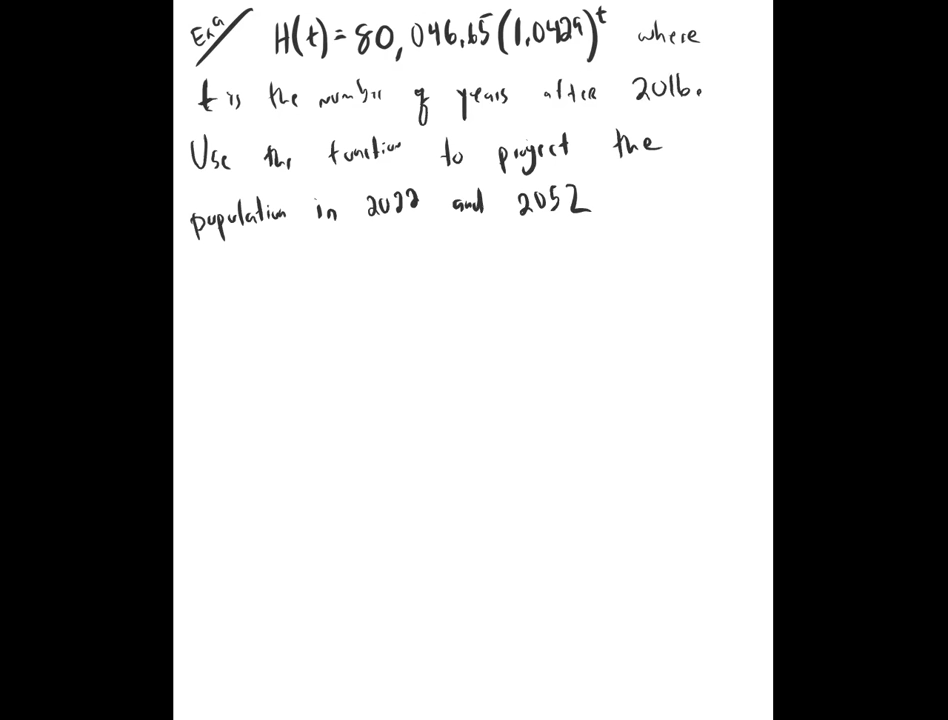 Exa/ H(t) = 80,046.65(1.0429)^t where
t is the number of years after 2016.
Use the function to project the
population in 2022 and 2052